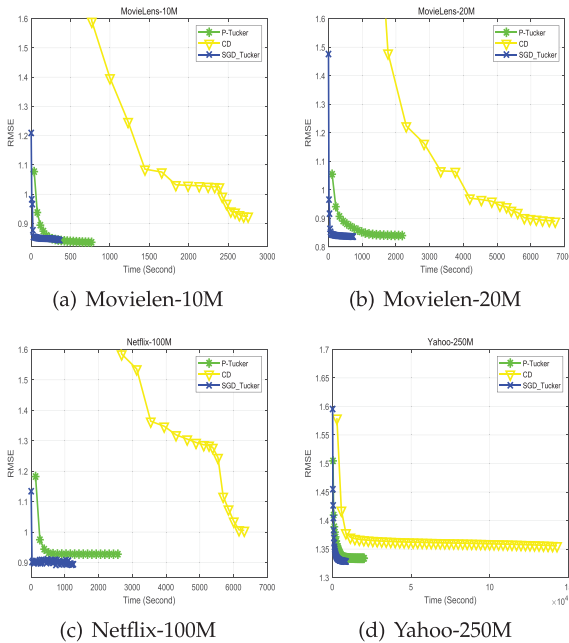 MovieLens-10M
1.6
1.5
1.4
1.3
1.2
1.1
1
0.9
RMSE
P-Tucker
CD
SGD_Tucker
0 500 1000 1500 2000 2500 3000
Time (Second)
(a) Movielen-10M
MovieLens-20M
1.6
1.5
1.4
1.3
1.2
1.1
1
0.9
0.8
RMSE
P-Tucker
CD
SGD_Tucker
0 1000 2000 3000 4000 5000 6000 700
Time (Second)
(b) Movielen-20M
Netflix-100M
1.6
1.5
1.4
1.3
1.2
1.1
1
0.9
RMSE
P-Tucker
CD
SGD_Tucker
0 1000 2000 3000 4000 5000 6000 7000
Time (Second)
(c) Netflix-100M
Yahoo-250M
1.7
1.65
1.6
1.55
1.5
1.45
1.4
1.35
1.3
RMSE
P-Tucker
CD
SGD_Tucker
0 5 10 1
×10⁴
Time (Second)
(d) Yahoo-250M